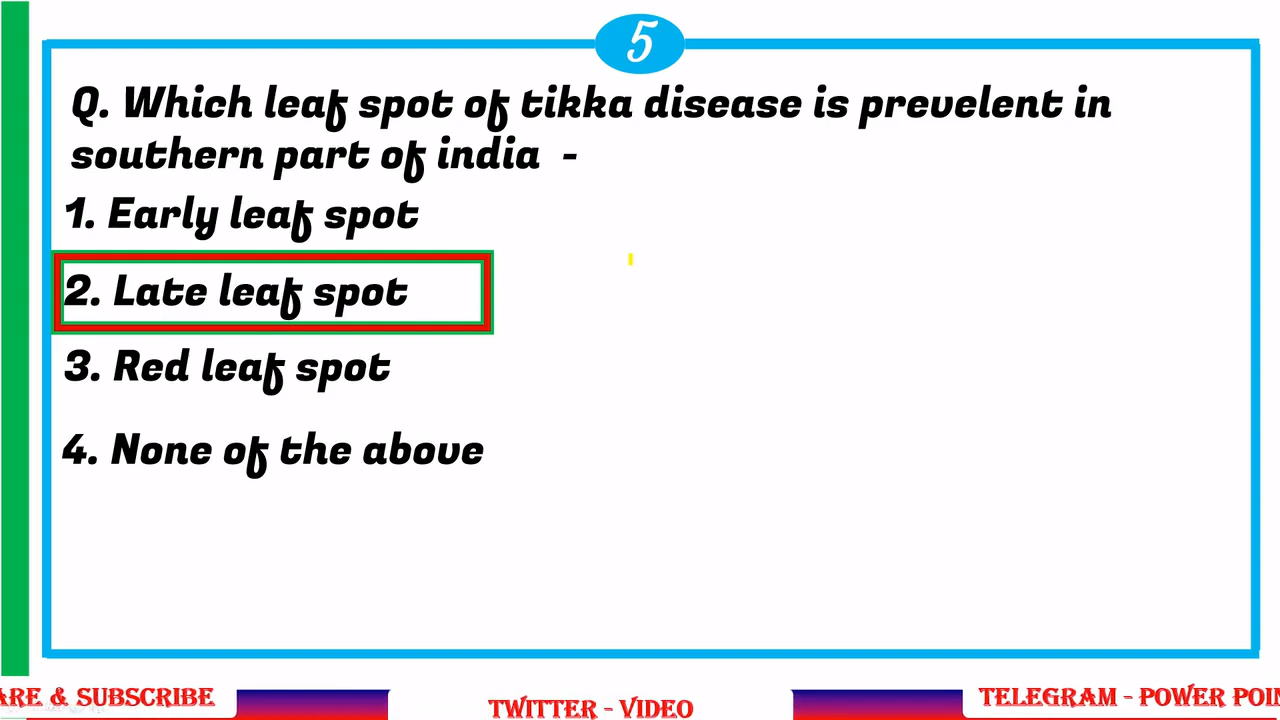 5
Q. Which leaf spot of tikka disease is prevelent in
southern part of india -
1. Early leaf spot
2. Late leaf spot
3. Red leaf spot
4. None of the above
ARE & SUBSCRIBE
TWITTER - VIDEO
TELEGRAM - POWER POIN